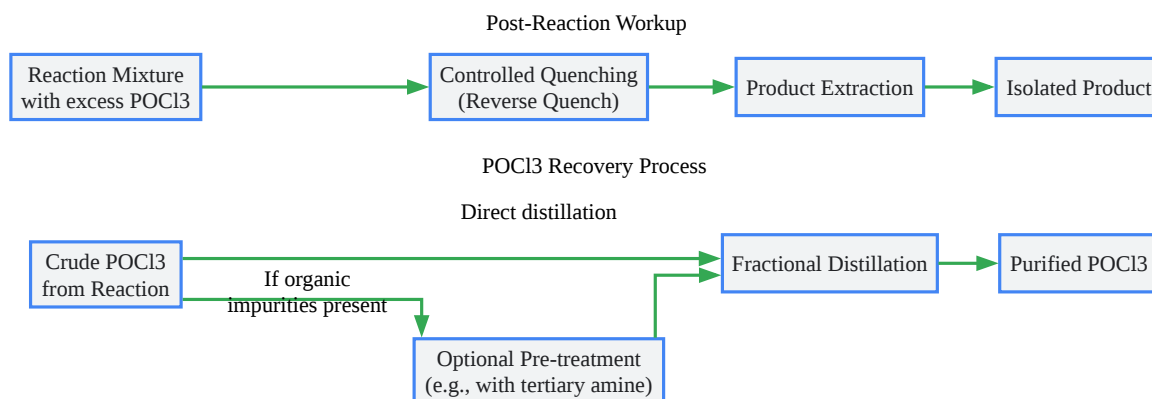 Post-Reaction Workup
Reaction Mixture
with excess POCl3
Controlled Quenching
(Reverse Quench)
Product Extraction
Isolated Product
POCl3 Recovery Process
Direct distillation
Crude POCl3
from Reaction
If organic
impurities present
Fractional Distillation
Purified POCl3
Optional Pre-treatment
(e.g., with tertiary amine)